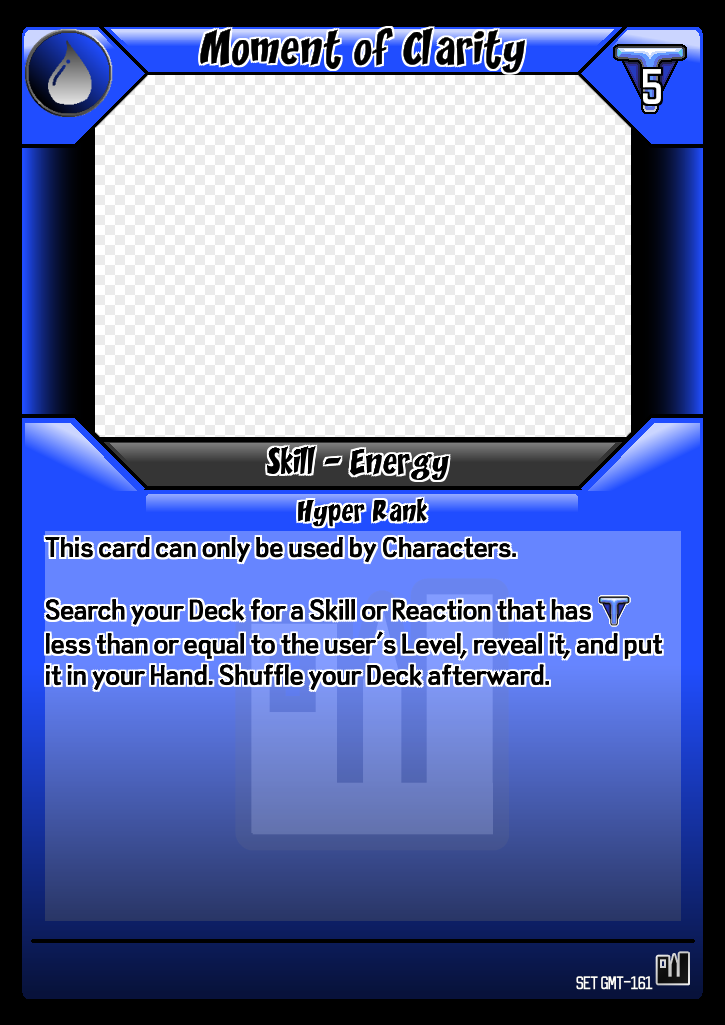 Moment of Clarity
5
Skill - Energy
Hyper Rank
This card can only be used by Characters.
Search your Deck for a Skill or Reaction that has T
less than or equal to the user's Level, reveal it, and put
it in your Hand. Shuffle your Deck afterward.
SET GMT-161